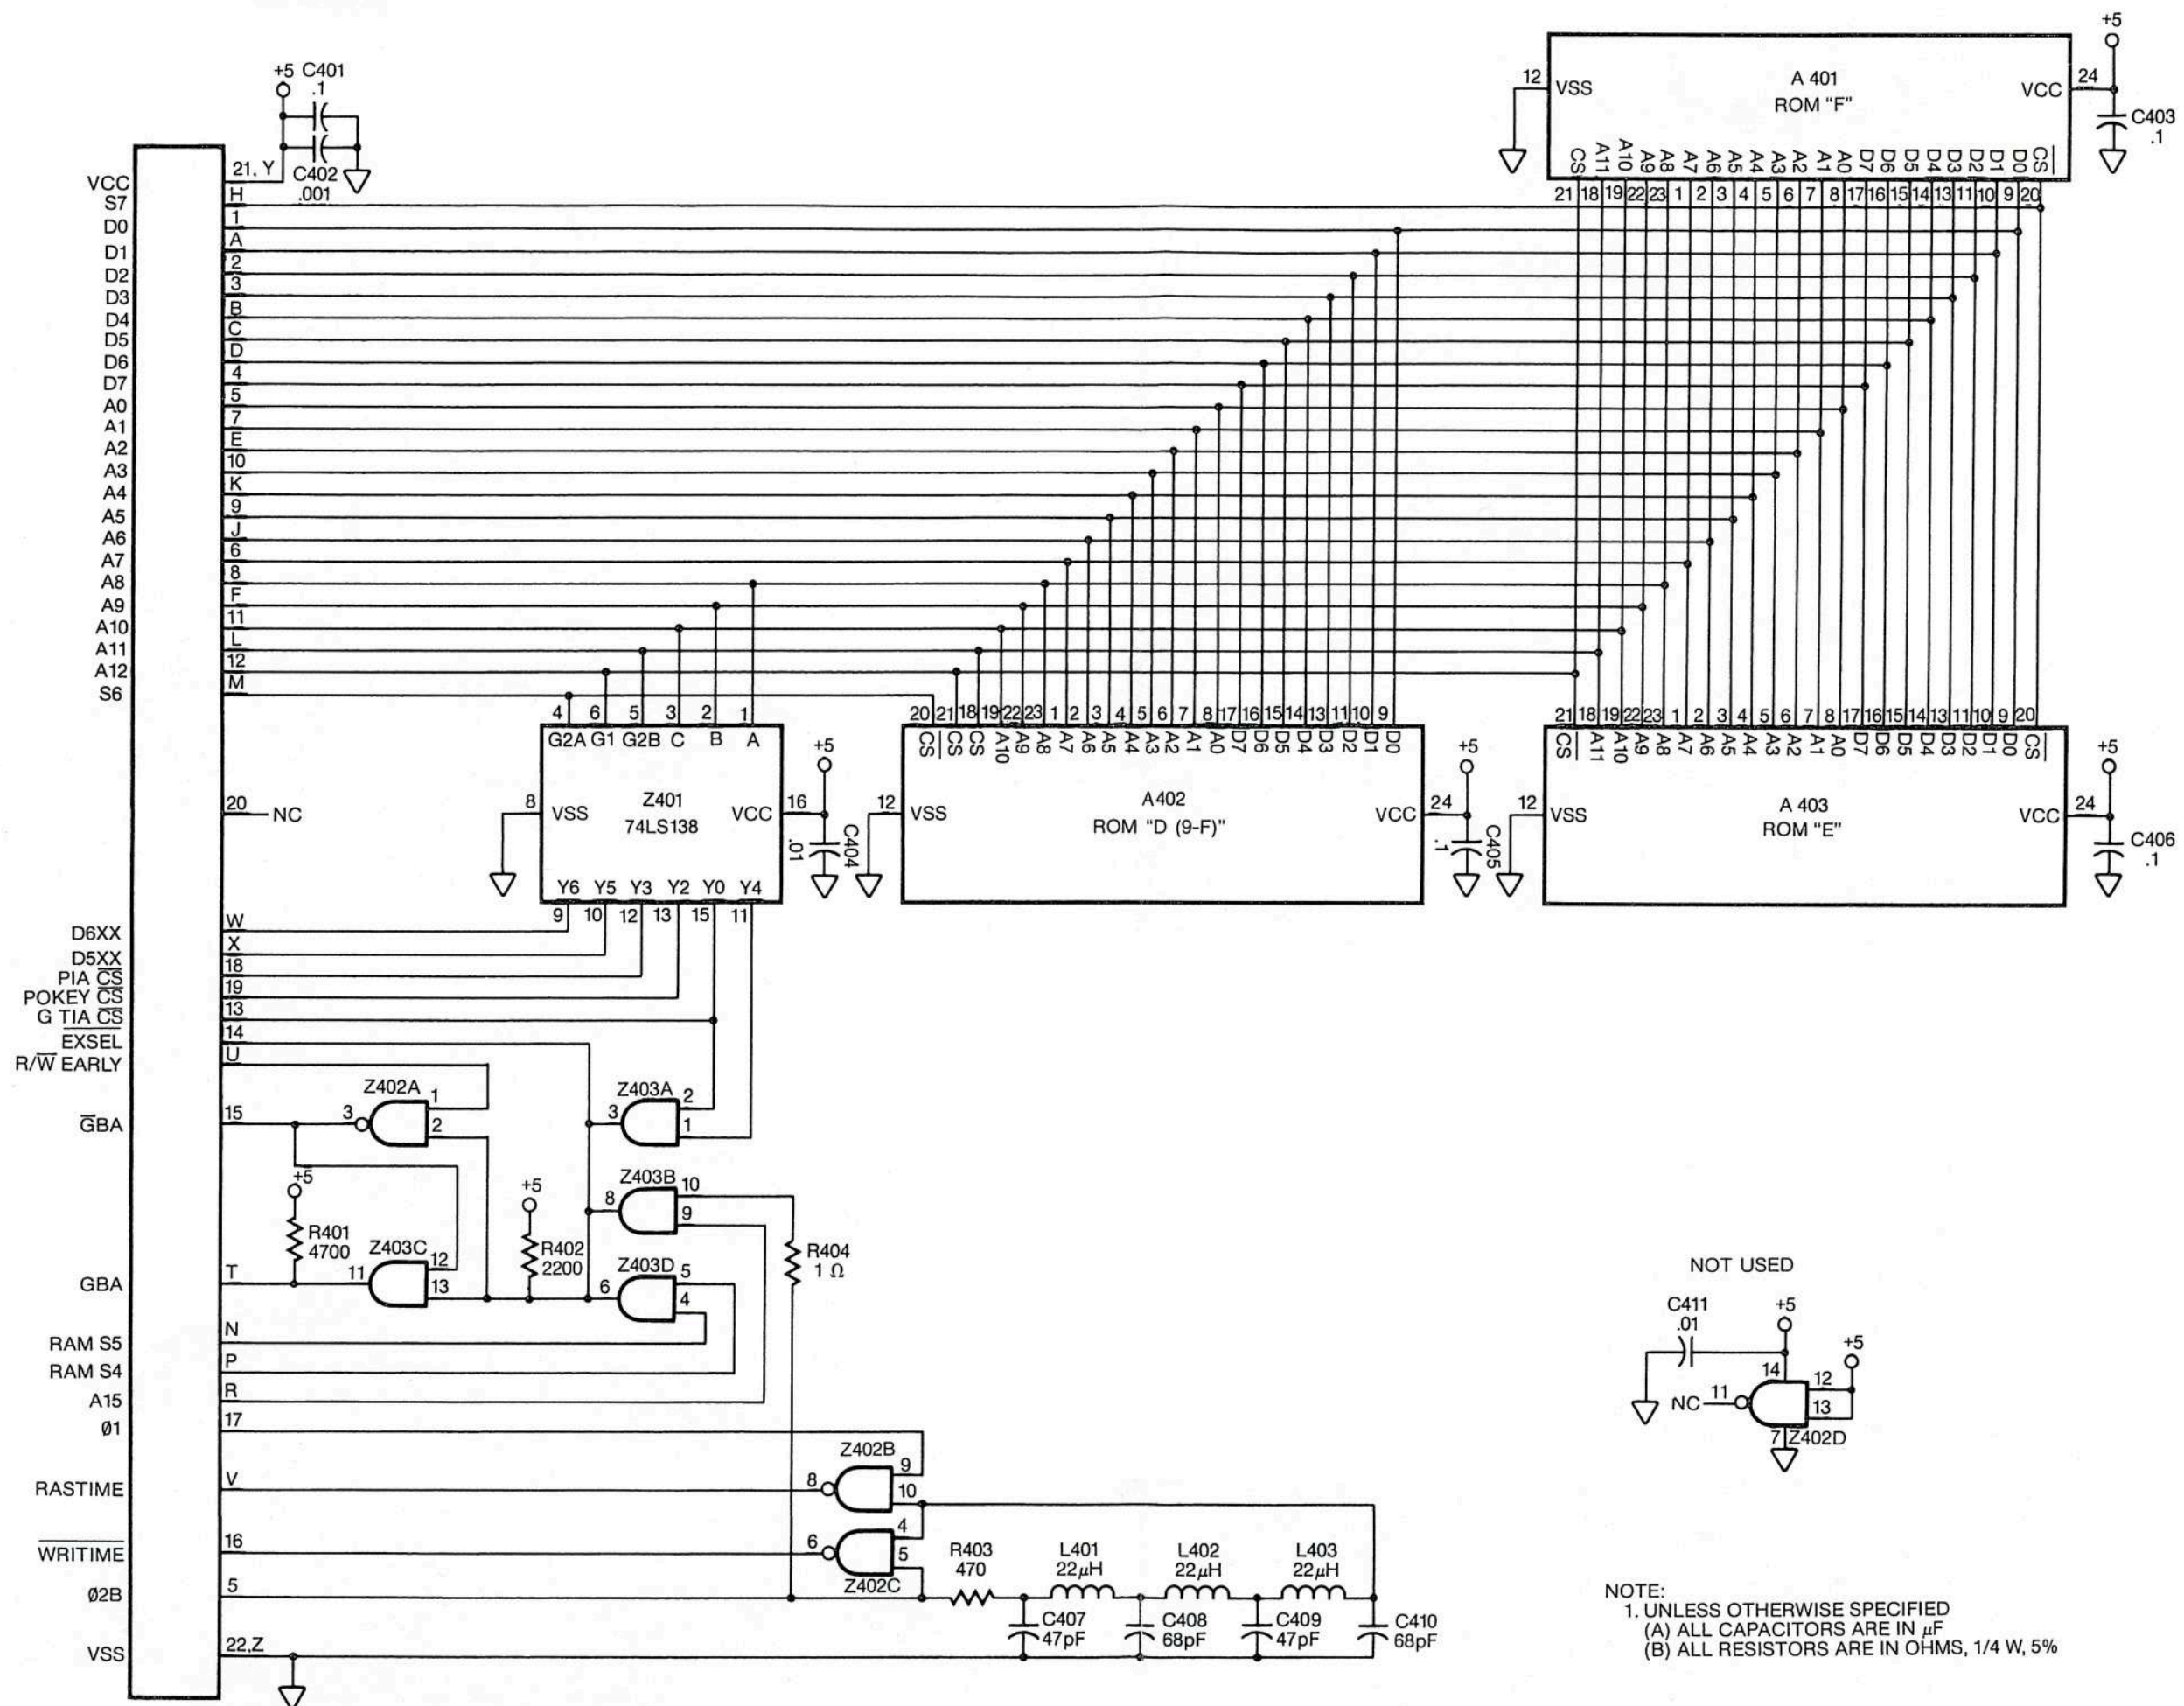 +5
A 401
ROM "F"
12
VSS
VCC
24
C403
.1
CS A11 A10 A9 A8 A7 A6 A5 A4 A3 A2 A1 A0 D7 D6 D5 D4 D3 D2 D1 D0 C̅S̅
21 18 19 22 23 1 2 3 4 5 6 7 8 17 16 15 14 13 11 10 9 20
+5 C401
.1
C402
.001
VCC 21, Y
S7 H
D0 1
D1 A
D2 2
D3 3
D4 B
D5 C
D6 D
D7 4
A0 5
A1 7
A2 E
A3 10
A4 K
A5 9
A6 J
A7 6
A8 8
A9 F
A10 11
A11 L
A12 12
S6 M
20 NC
4 6 5 3 2 1
G2A G1 G2B C B A
8
VSS
Z401
74LS138
VCC
16
+5
C404
.01
Y6 Y5 Y3 Y2 Y0 Y4
9 10 12 13 15 11
20 21 18 19 22 23 1 2 3 4 5 6 7 8 17 16 15 14 13 11 10 9
C̅S̅ CS CS A10 A9 A8 A7 A6 A5 A4 A3 A2 A1 A0 D7 D6 D5 D4 D3 D2 D1 D0
12
VSS
A402
ROM "D (9-F)"
VCC
24
+5
C405
.1
21 18 19 22 23 1 2 3 4 5 6 7 8 17 16 15 14 13 11 10 9 20
C̅S̅ A11 A10 A9 A8 A7 A6 A5 A4 A3 A2 A1 A0 D7 D6 D5 D4 D3 D2 D1 D0 C̅S̅
12
VSS
A 403
ROM "E"
VCC
24
+5
C406
.1
D6XX W
D5XX X
PIA C̅S̅ 18
POKEY C̅S̅ 19
G TIA C̅S̅ 13
E̅X̅S̅E̅L̅ 14
R/W̅ EARLY U
G̅BA 15
Z402A
3 1
2
Z403A
3 2
1
+5
R401
4700
Z403B
8 10
9
+5
R402
2200
Z403C
11 12
13
Z403D
6 5
4
R404
1 Ω
GBA T
RAM S5 N
RAM S4 P
A15 R
Ø1 17
RASTIME V
Z402B
8 9
10
W̅R̅I̅T̅I̅M̅E̅ 16
6 4
5
Z402C
Ø2B 5
R403
470
L401
22µH
L402
22µH
L403
22µH
C407
47pF
C408
68pF
C409
47pF
C410
68pF
VSS 22,Z
NOT USED
C411
.01
+5
+5
14
12
13
NC 11
7 Z402D
NOTE:
1. UNLESS OTHERWISE SPECIFIED
(A) ALL CAPACITORS ARE IN µF
(B) ALL RESISTORS ARE IN OHMS, 1/4 W, 5%